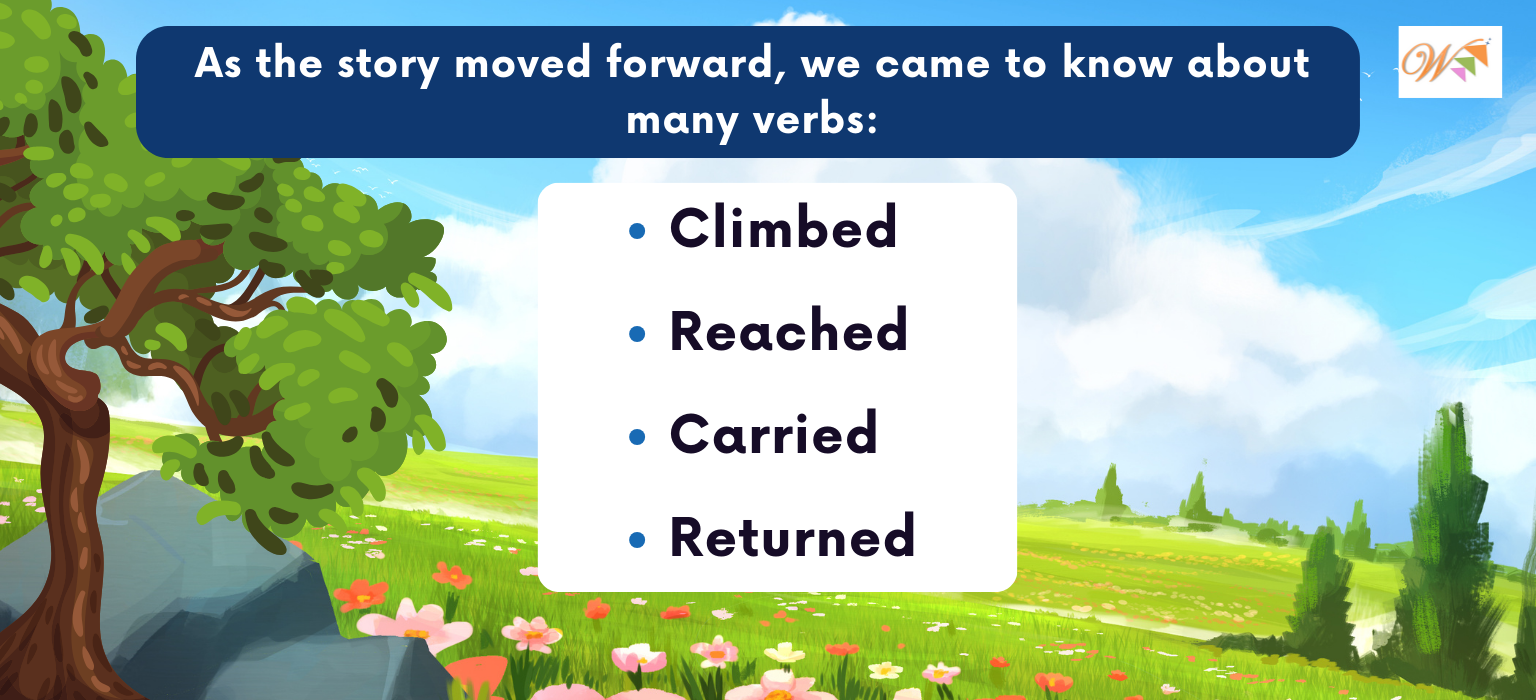 As the story moved forward, we came to know about
many verbs:
W
• Climbed
• Reached
• Carried
• Returned